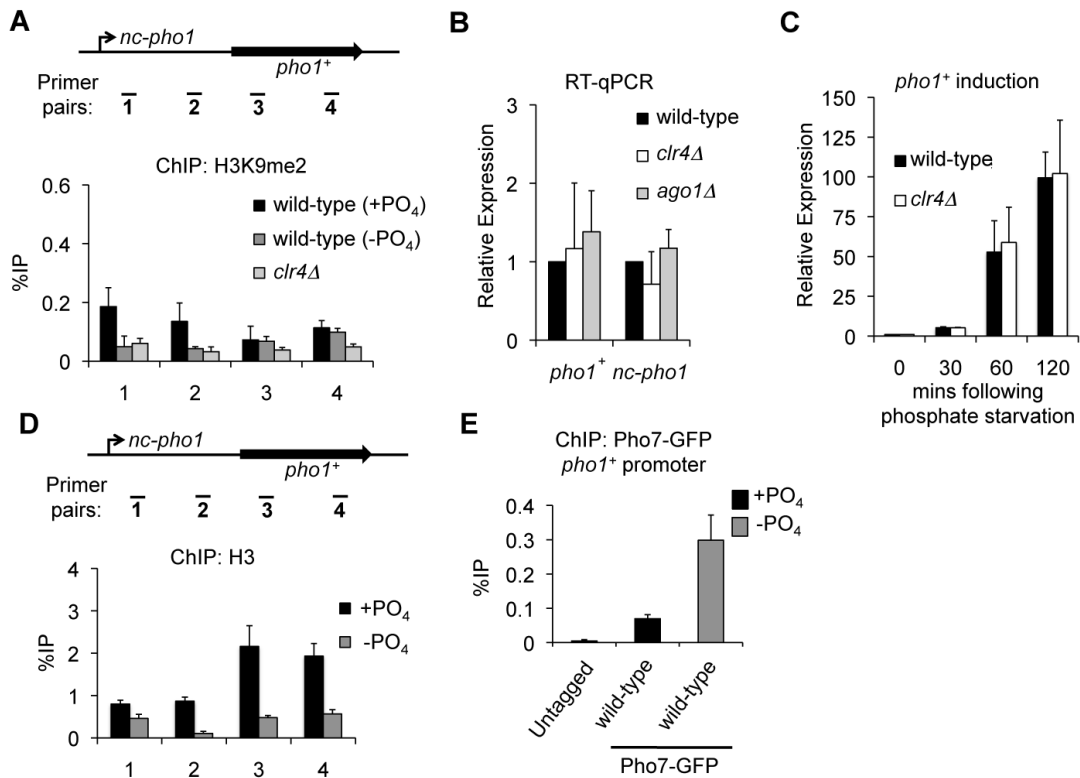 A
nc-pho1
pho1+
Primer
pairs: 1 2 3 4
ChIP: H3K9me2
0.6
0.4
0.2
0
%IP
wild-type (+PO4)
wild-type (-PO4)
clr4Δ
1 2 3 4
B
RT-qPCR
3
2
1
0
Relative Expression
wild-type
clr4Δ
ago1Δ
pho1+ nc-pho1
C
pho1+ induction
150
125
100
75
50
25
0
Relative Expression
wild-type
clr4Δ
0 30 60 120
mins following
phosphate starvation
D
nc-pho1
pho1+
Primer
pairs: 1 2 3 4
ChIP: H3
4
3
2
1
0
%IP
+PO4
-PO4
1 2 3 4
E
ChIP: Pho7-GFP
pho1+ promoter
0.5
0.4
0.3
0.2
0.1
0
%IP
+PO4
-PO4
Untagged
wild-type
wild-type
Pho7-GFP